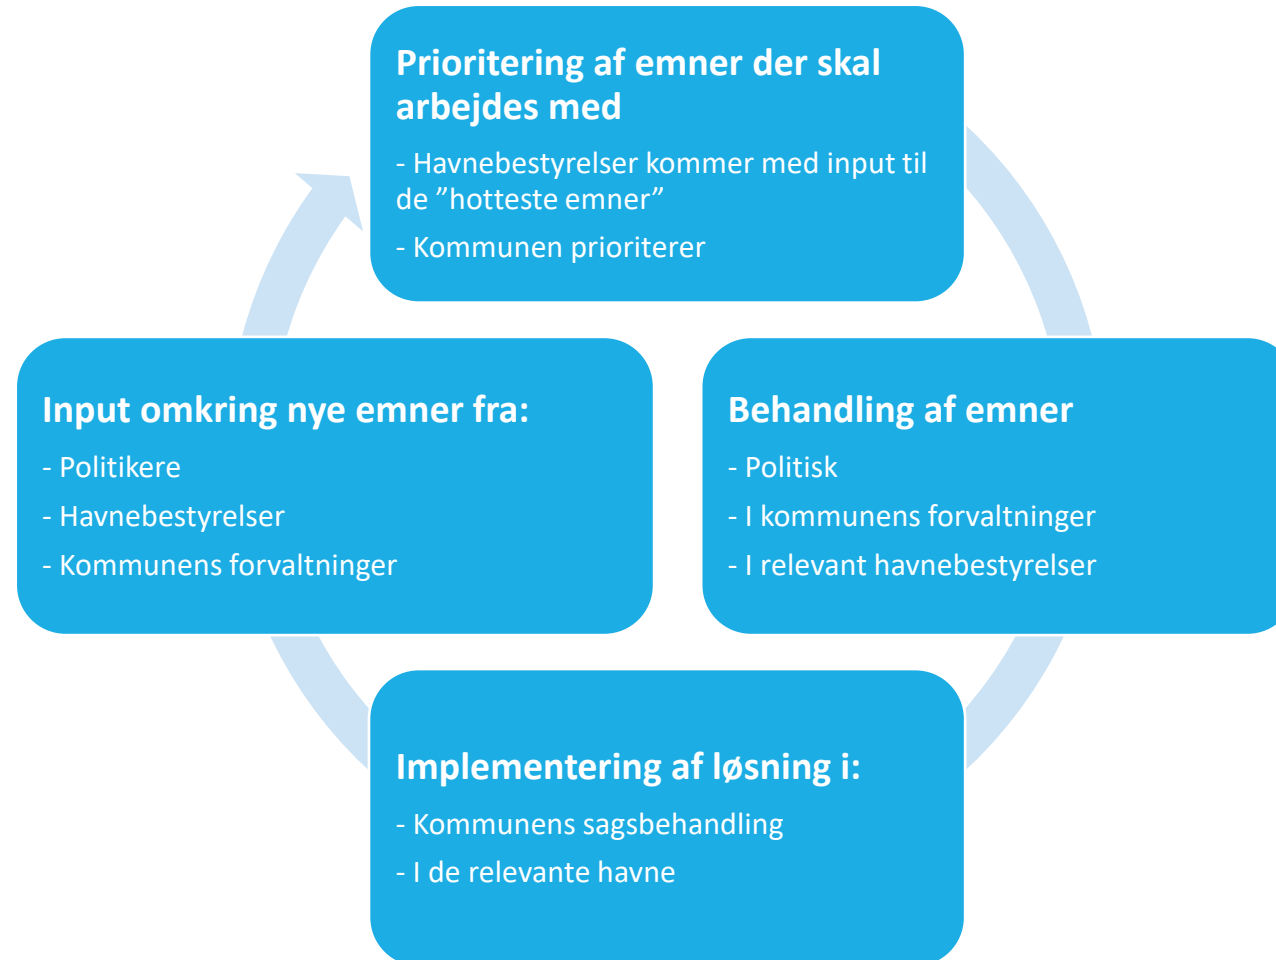 Prioritering af emner der skal
arbejdes med
- Havnebestyrelser kommer med input til
de ”hotteste emner”
- Kommunen prioriterer
Input omkring nye emner fra:
- Politikere
- Havnebestyrelser
- Kommunens forvaltninger
Behandling af emner
- Politisk
- I kommunens forvaltninger
- I relevant havnebestyrelser
Implementering af løsning i:
- Kommunens sagsbehandling
- I de relevante havne